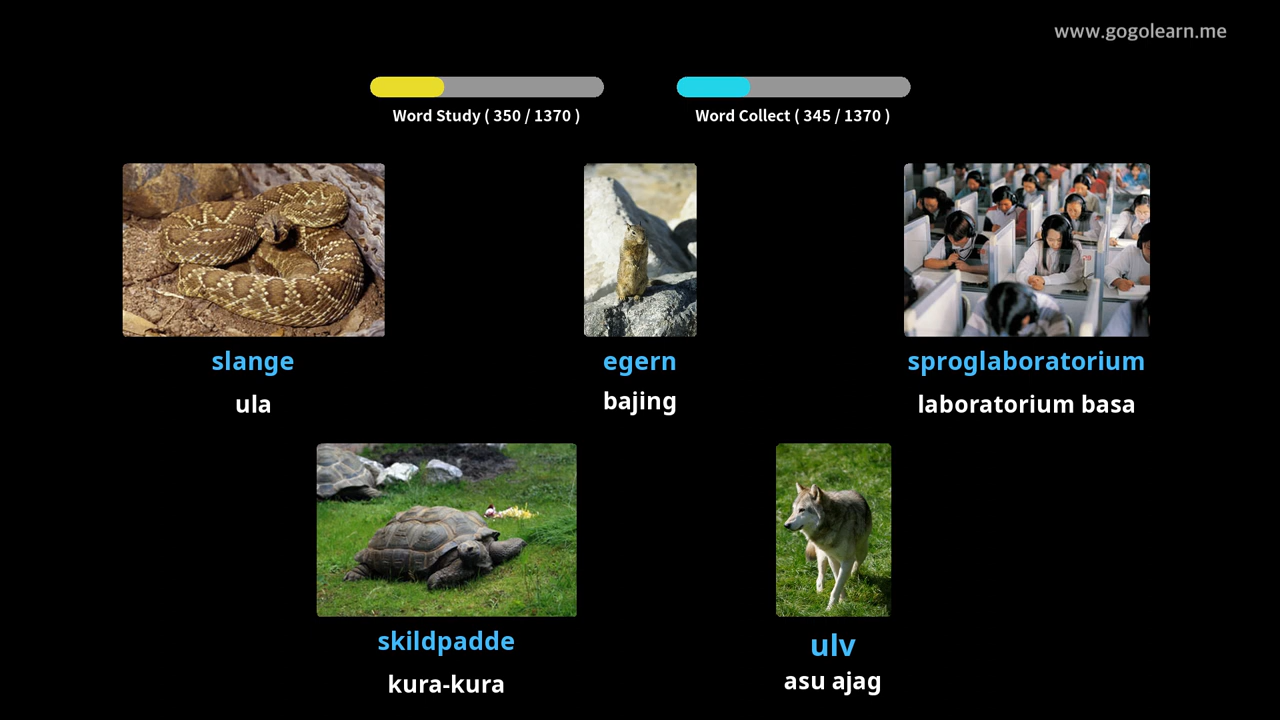 www.gogolearn.me
Word Study ( 350 / 1370 )
Word Collect ( 345 / 1370 )
slange
ula
egern
bajing
sproglaboratorium
laboratorium basa
skildpadde
kura-kura
ulv
asu ajag